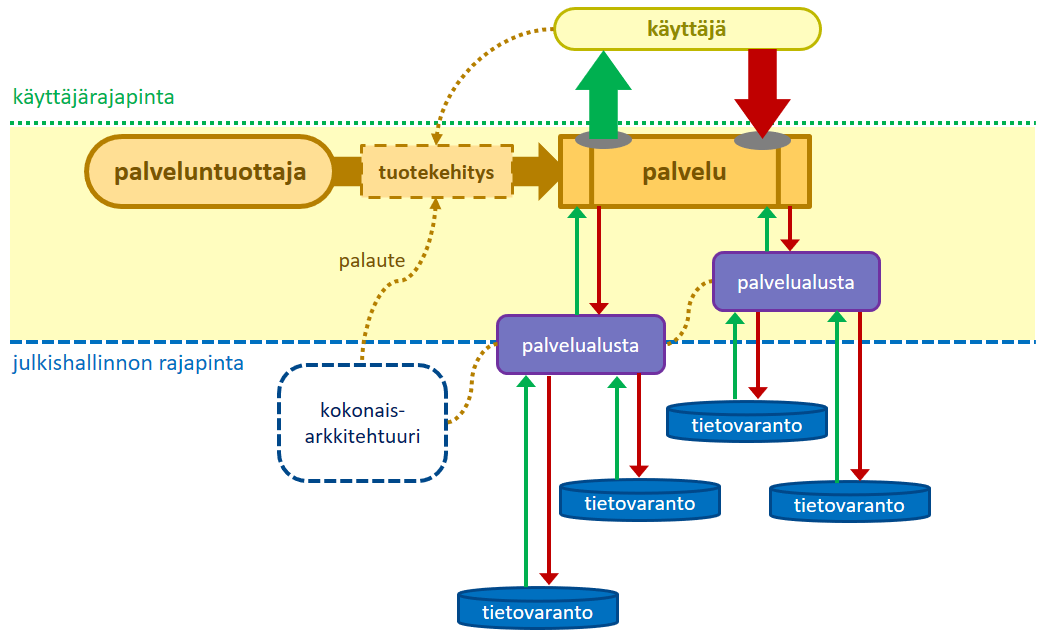 käyttäjä
käyttäjärajapinta
palveluntuottaja
tuotekehitys
palvelu
palaute
palvelualusta
palvelualusta
julkishallinnon rajapinta
kokonais-
arkkitehtuuri
tietovaranto
tietovaranto
tietovaranto
tietovaranto